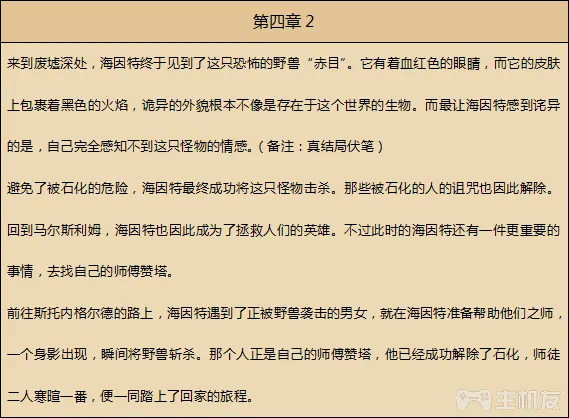 第四章 2
来到废墟深处，海因特终于见到了这只恐怖的野兽“赤目”。它有着血红色的眼睛，而它的皮肤
上包裹着黑色的火焰，诡异的外貌根本不像是存在于这个世界的生物。而最让海因特感到诧异
的是，自己完全感知不到这只怪物的情感。（备注：真结局伏笔）
避免了被石化的危险，海因特最终成功将这只怪物击杀。那些被石化的人的诅咒也因此解除。
回到马尔斯利姆，海因特也因此成为了拯救人们的英雄。不过此时的海因特还有一件更重要的
事情，去找自己的师傅赞塔。
前往斯托内格尔德的路上，海因特遇到了正被野兽袭击的男女，就在海因特准备帮助他们之师，
一个身影出现，瞬间将野兽斩杀。那个人正是自己的师傅赞塔，他已经成功解除了石化，师徒
二人寒暄一番，便一同踏上了回家的旅程。
主机友